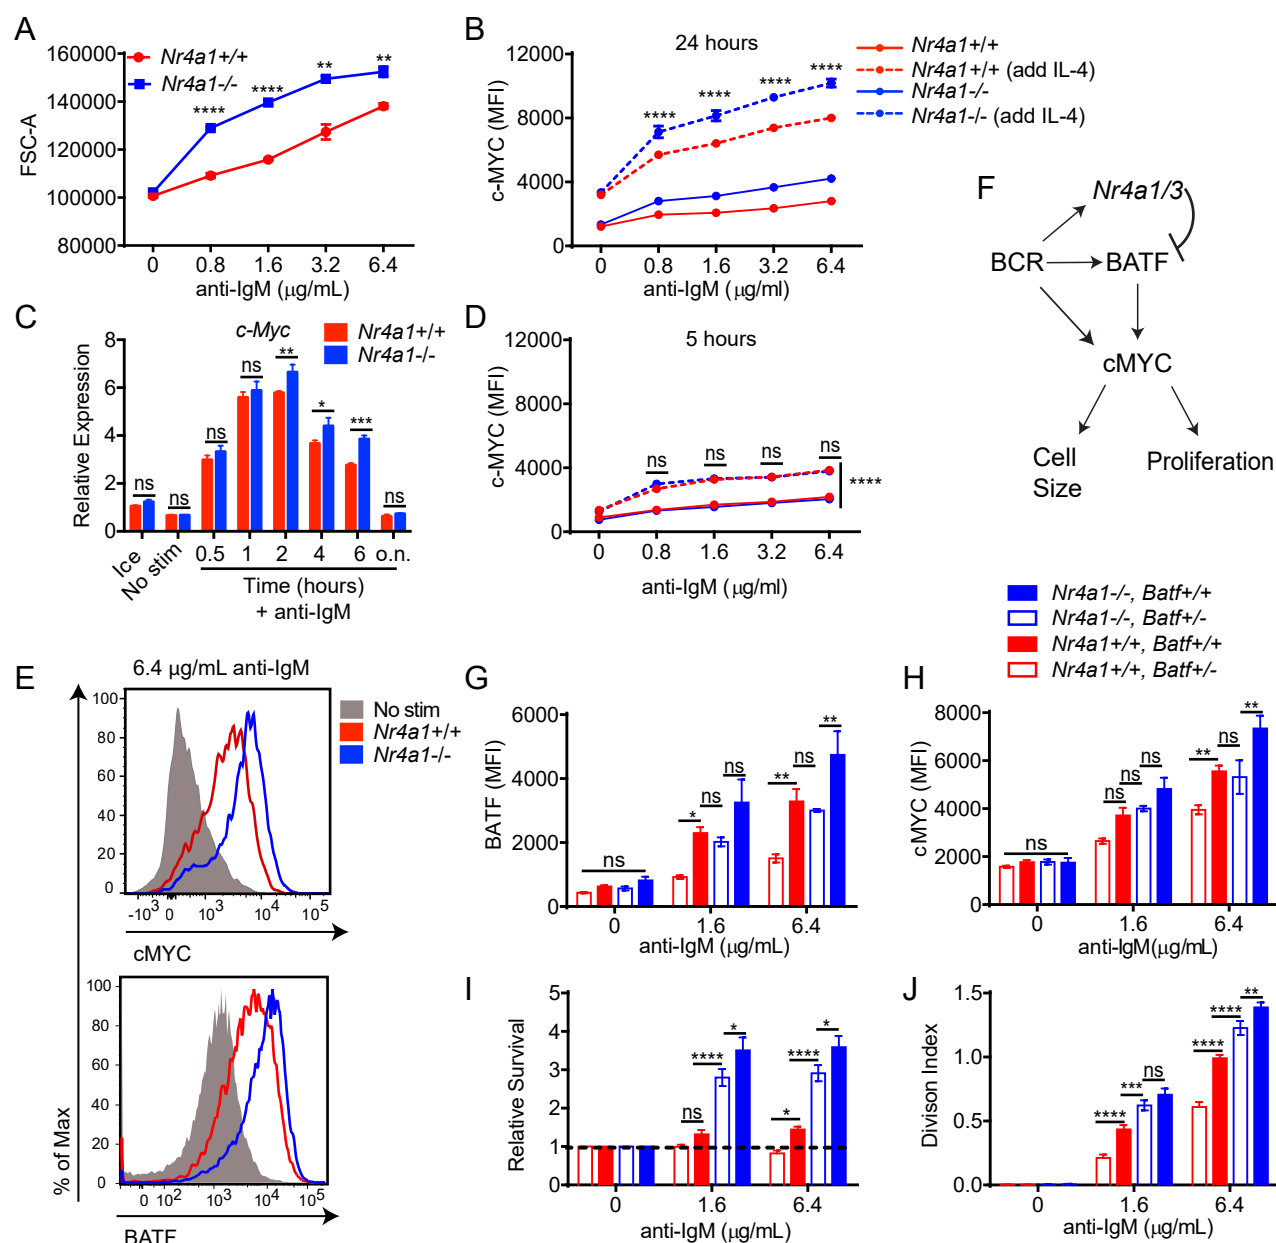 A
160000
140000
120000
100000
80000
FSC-A
Nr4a1+/+
Nr4a1-/-
****
****
**
**
0 0.8 1.6 3.2 6.4
anti-IgM (μg/mL)
B
24 hours
12000
8000
4000
0
c-MYC (MFI)
****
****
****
****
0 0.8 1.6 3.2 6.4
anti-IgM (μg/ml)
Nr4a1+/+
Nr4a1+/+ (add IL-4)
Nr4a1-/-
Nr4a1-/- (add IL-4)
C
c-Myc
Nr4a1+/+
Nr4a1-/-
8
6
4
2
0
Relative Expression
ns ns ns ns ** * *** ns
Ice No stim 0.5 1 2 4 6 o.n.
Time (hours)
+ anti-IgM
D
5 hours
12000
8000
4000
0
c-MYC (MFI)
ns ns ns ns
****
0 0.8 1.6 3.2 6.4
anti-IgM (μg/ml)
F
Nr4a1/3
BCR BATF
cMYC
Cell
Size
Proliferation
E
6.4 μg/mL anti-IgM
No stim
Nr4a1+/+
Nr4a1-/-
100
80
60
40
20
0
-103 0 103 104 105
cMYC
100
80
60
40
20
0
0 102 103 104 105
BATF
% of Max
Nr4a1-/-, Batf+/+
Nr4a1-/-, Batf+/-
Nr4a1+/+, Batf+/+
Nr4a1+/+, Batf+/-
G
6000
4000
2000
0
BATF (MFI)
ns
* ns ns
** ns **
0 1.6 6.4
anti-IgM (μg/mL)
H
8000
6000
4000
2000
0
cMYC (MFI)
ns
ns ns ns
** ns **
0 1.6 6.4
anti-IgM(μg/mL)
I
5
4
3
2
1
0
Relative Survival
ns **** *
* **** *
0 1.6 6.4
anti-IgM (μg/mL)
J
1.5
1.0
0.5
0.0
Divison Index
**** *** ns
**** **** **
0 1.6 6.4
anti-IgM (μg/mL)